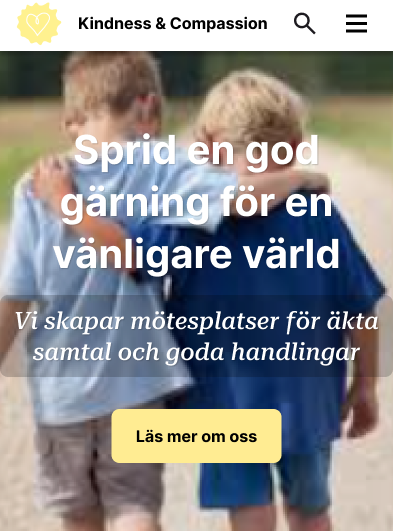 Kindness & Compassion
Sprid en god
gärning för en
vänligare värld
Vi skapar mötesplatser för äkta
samtal och goda handlingar
Läs mer om oss